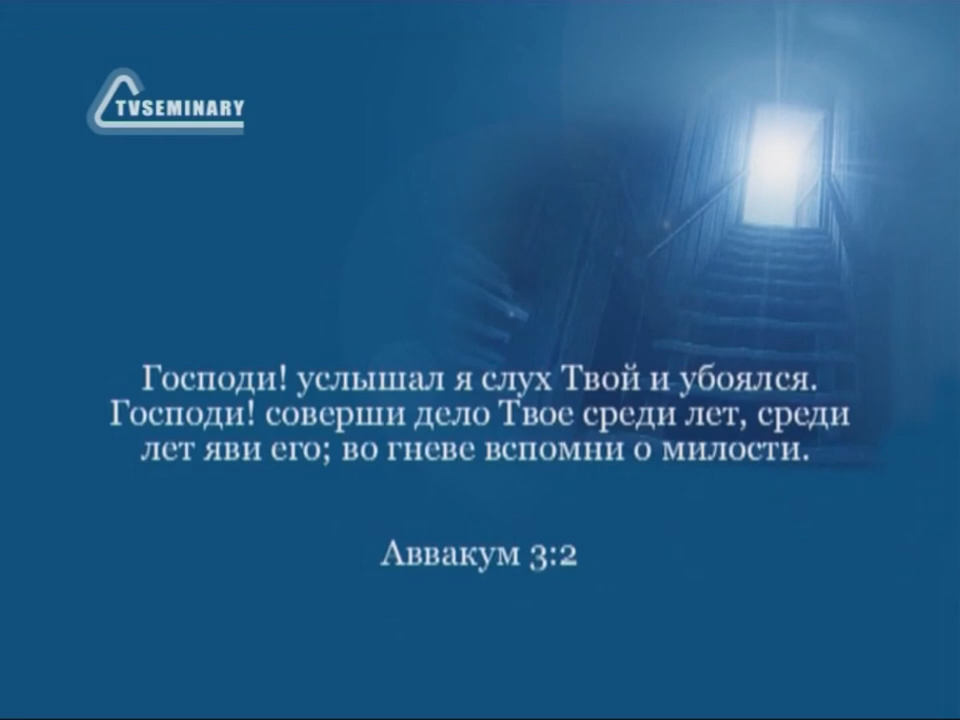 TVSEMINARY
Господи! услышал я слух Твой и убоялся.
Господи! соверши дело Твое среди лет, среди
лет яви его; во гневе вспомни о милости.
Аввакум 3:2